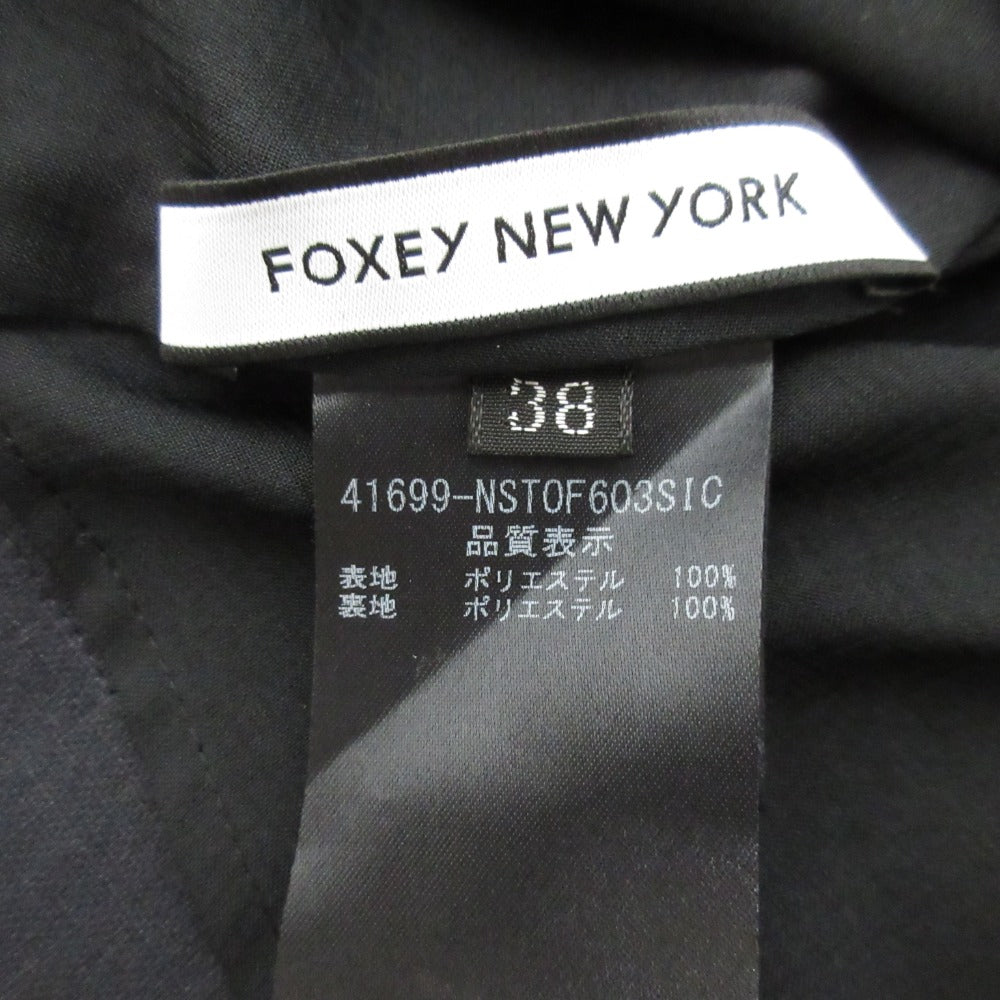 FOXEY NEW YORK
38
41699-NSTOF603SIC
品質表示
表地 ポリエステル 100%
裏地 ポリエステル 100%